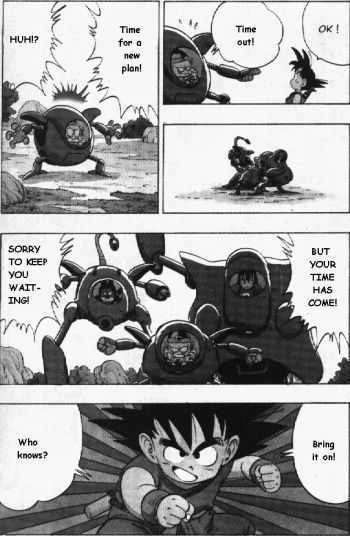 HUH!?
Time
for a
new
plan!
Time
out!
OK!
SORRY
TO KEEP
YOU
WAIT-
ING!
BUT
YOUR
TIME
HAS
COME!
Who
knows?
Bring
it on!